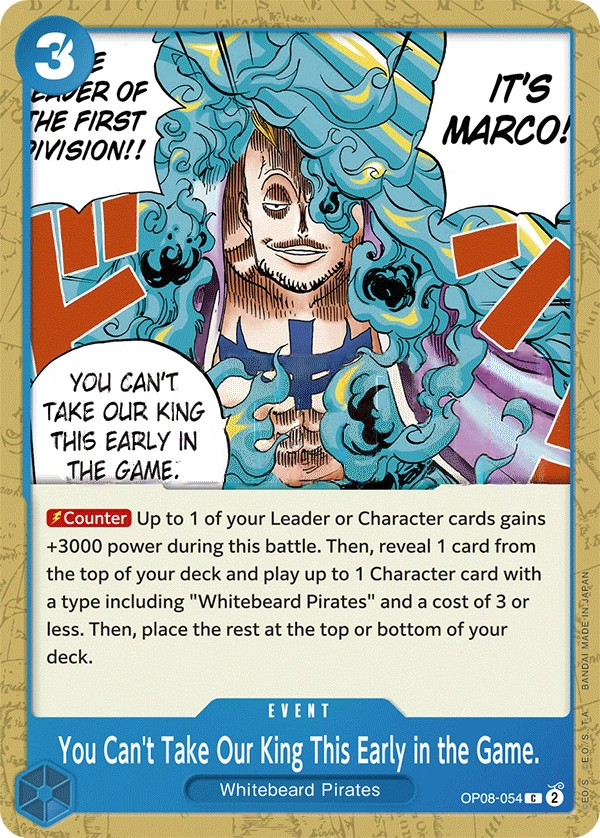 3
LEADER OF
THE FIRST
DIVISION!!
IT'S
MARCO!
YOU CAN'T
TAKE OUR KING
THIS EARLY IN
THE GAME.
Counter Up to 1 of your Leader or Character cards gains
+3000 power during this battle. Then, reveal 1 card from
the top of your deck and play up to 1 Character card with
a type including "Whitebeard Pirates" and a cost of 3 or
less. Then, place the rest at the top or bottom of your
deck.
EVENT
You Can't Take Our King This Early in the Game.
Whitebeard Pirates
OP08-054 C 2
BANDAI MADE IN JAPAN